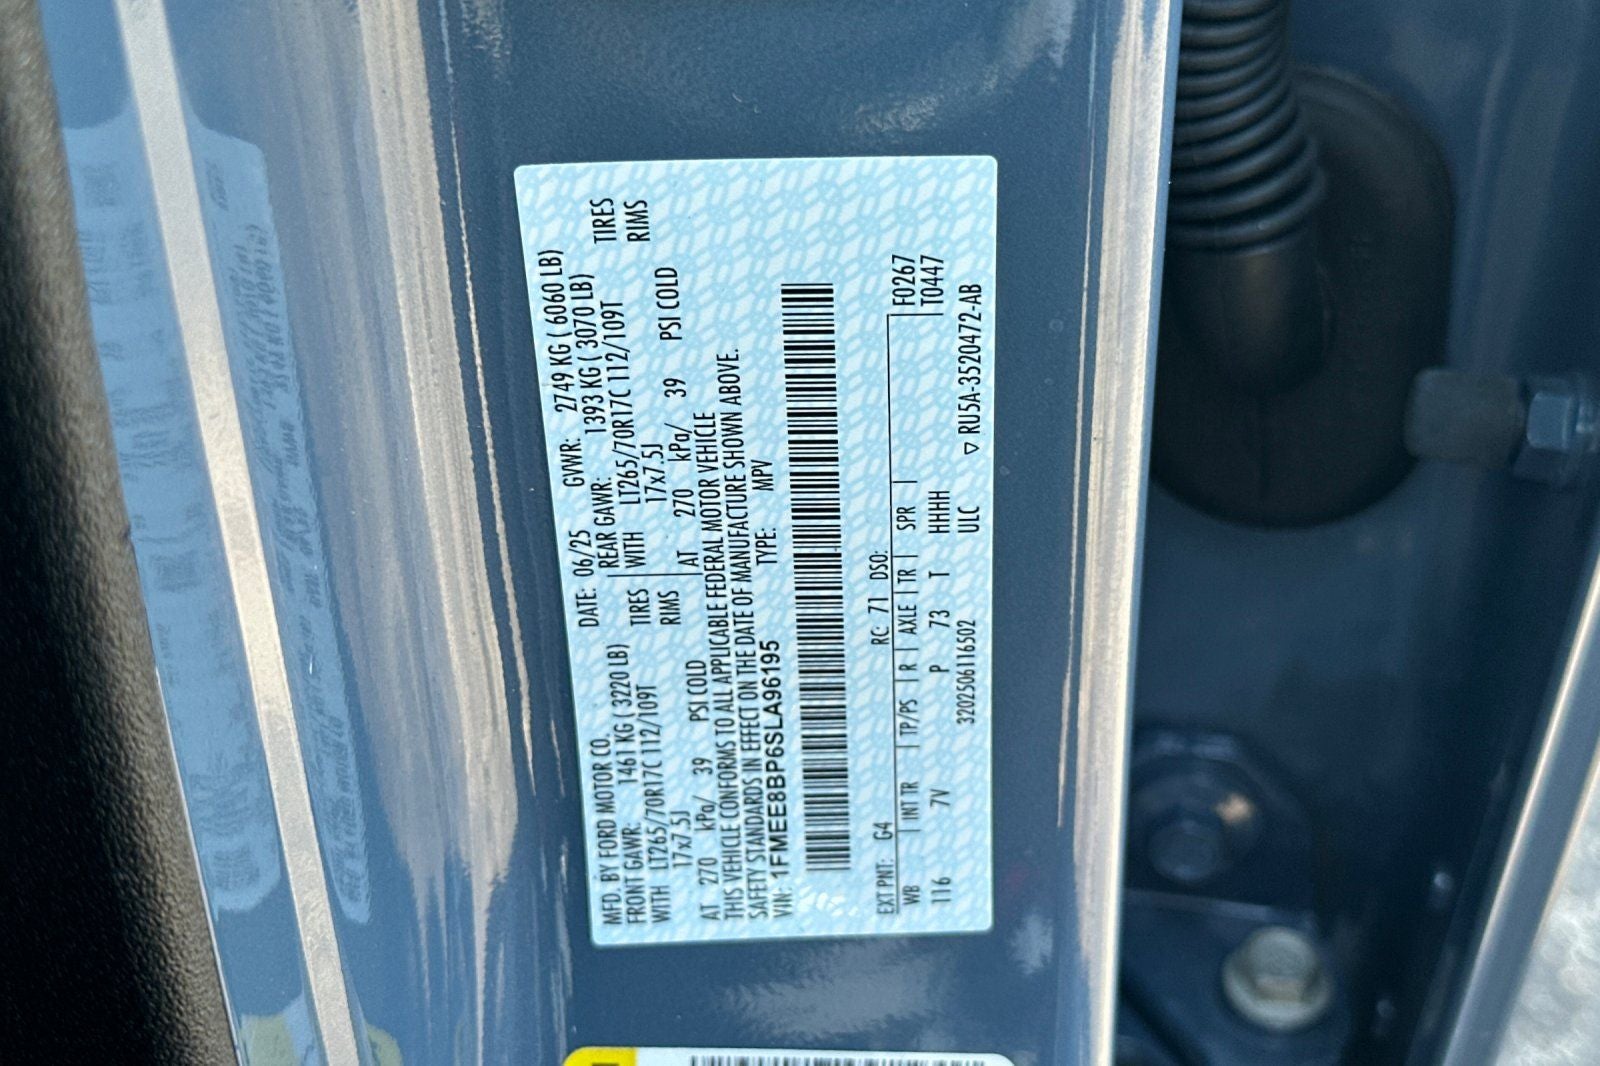 MFD. BY FORD MOTOR CO.
DATE: 06/25 GVWR: 2749 KG ( 6060 LB)
FRONT GAWR: 1461 KG ( 3220 LB) REAR GAWR: 1393 KG ( 3070 LB)
WITH LT265/70R17C 112/109T TIRES WITH LT265/70R17C 112/109T TIRES
17x7.5J RIMS 17x7.5J RIMS
AT 270 kPa/ 39 PSI COLD AT 270 kPa/ 39 PSI COLD
THIS VEHICLE CONFORMS TO ALL APPLICABLE FEDERAL MOTOR VEHICLE
SAFETY STANDARDS IN EFFECT ON THE DATE OF MANUFACTURE SHOWN ABOVE.
VIN: 1FMEE8BP6SLA96195 TYPE: MPV
EXT PNT: G4 RC: 71 DSO: F0267
WB | INT TR | TP/PS | R | AXLE | TR | SPR | T0447
116 7V P 73 T HHHH
3202506116502 ULC ▽ RU5A-3520472-AB